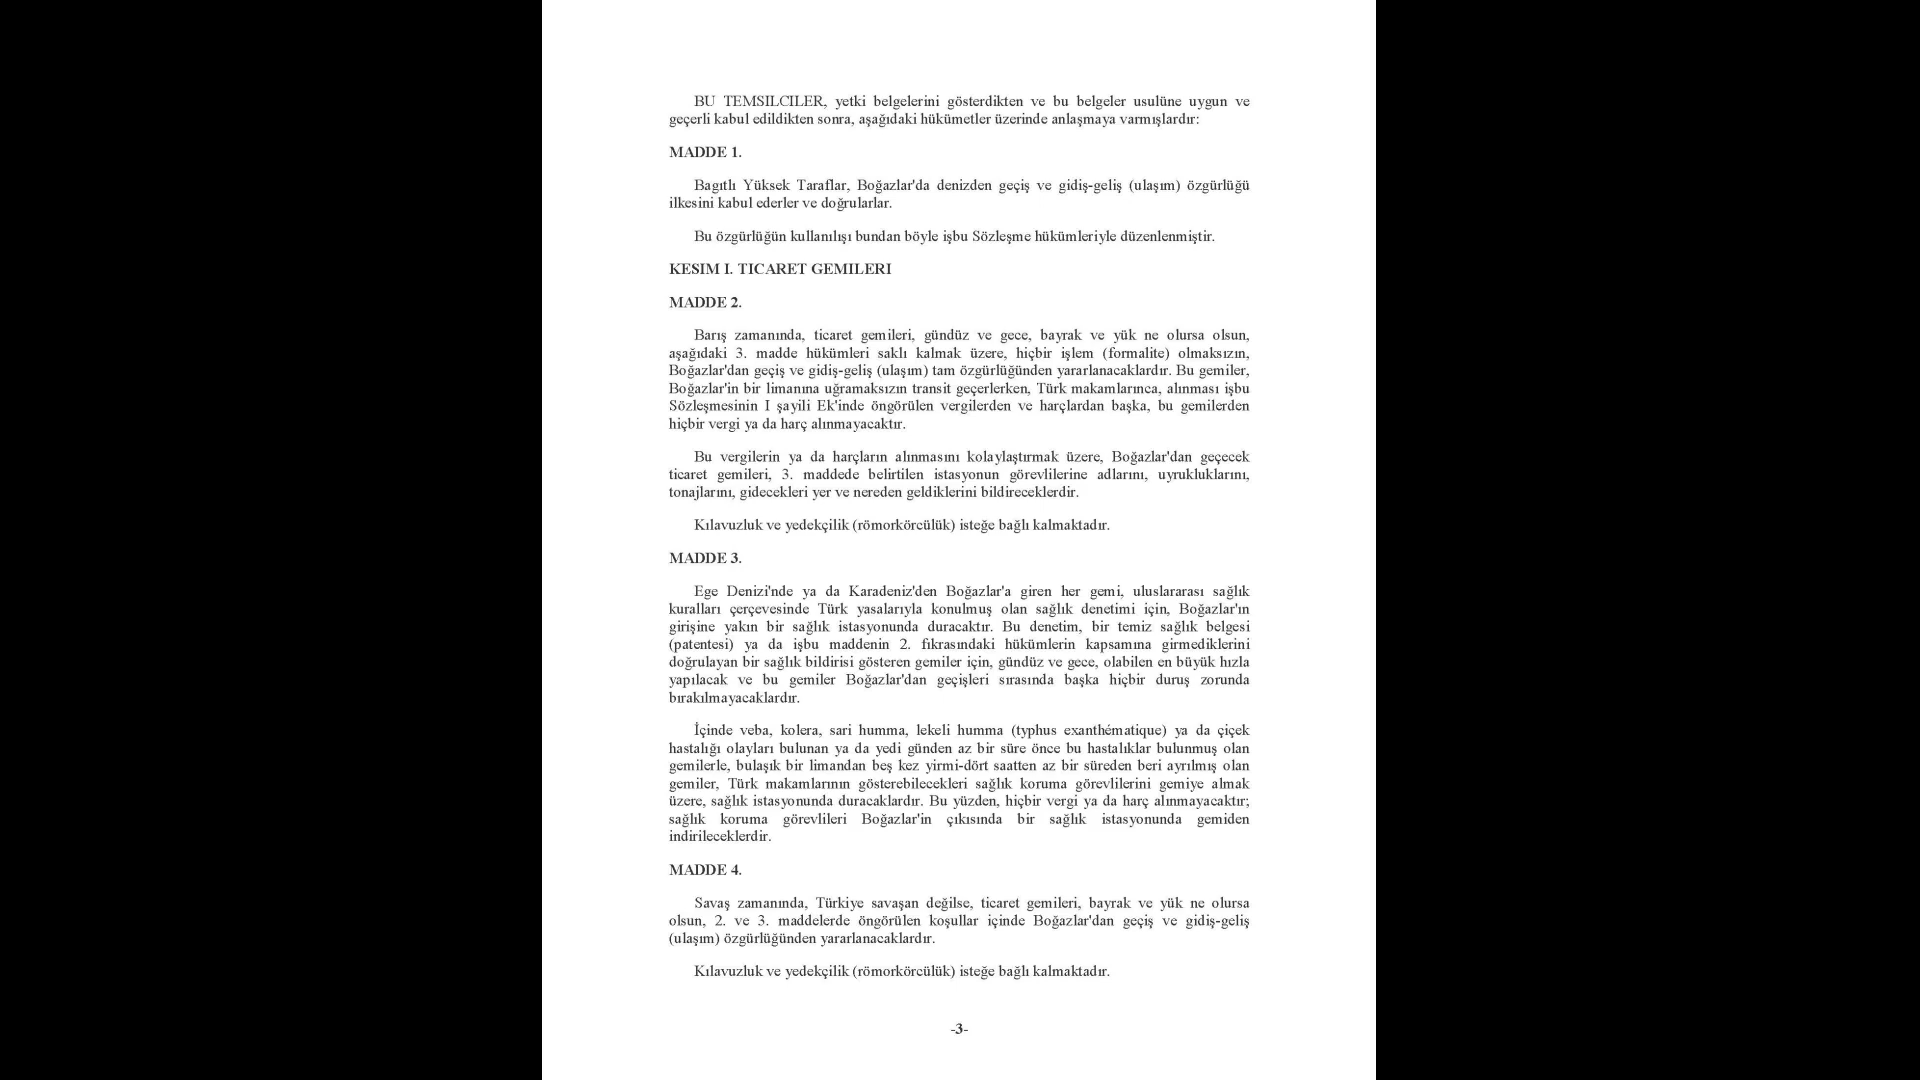 BU TEMSILCILER, yetki belgelerini gösterdikten ve bu belgeler usulüne uygun ve
geçerli kabul edildikten sonra, aşağıdaki hükümetler üzerinde anlaşmaya varmışlardır:
MADDE 1.
Bagıtlı Yüksek Taraflar, Boğazlar'da denizden geçiş ve gidiş-geliş (ulaşım) özgürlüğü
ilkesini kabul ederler ve doğrularlar.
Bu özgürlüğün kullanılışı bundan böyle işbu Sözleşme hükümleriyle düzenlenmiştir.
KESIM I. TICARET GEMILERI
MADDE 2.
Barış zamanında, ticaret gemileri, gündüz ve gece, bayrak ve yük ne olursa olsun,
aşağıdaki 3. madde hükümleri saklı kalmak üzere, hiçbir işlem (formalite) olmaksızın,
Boğazlar'dan geçiş ve gidiş-geliş (ulaşım) tam özgürlüğünden yararlanacaklardır. Bu gemiler,
Boğazlar'in bir limanına uğramaksızın transit geçerlerken, Türk makamlarınca, alınması işbu
Sözleşmesinin I şayili Ek'inde öngörülen vergilerden ve harçlardan başka, bu gemilerden
hiçbir vergi ya da harç alınmayacaktır.
Bu vergilerin ya da harçların alınmasını kolaylaştırmak üzere, Boğazlar'dan geçecek
ticaret gemileri, 3. maddede belirtilen istasyonun görevlilerine adlarını, uyrukluklarını,
tonajlarını, gidecekleri yer ve nereden geldiklerini bildireceklerdir.
Kılavuzluk ve yedekçilik (römorkörcülük) isteğe bağlı kalmaktadır.
MADDE 3.
Ege Denizi'nde ya da Karadeniz'den Boğazlar'a giren her gemi, uluslararası sağlık
kuralları çerçevesinde Türk yasalarıyla konulmuş olan sağlık denetimi için, Boğazlar'ın
girişine yakın bir sağlık istasyonunda duracaktır. Bu denetim, bir temiz sağlık belgesi
(patentesi) ya da işbu maddenin 2. fıkrasındaki hükümlerin kapsamına girmediklerini
doğrulayan bir sağlık bildirisi gösteren gemiler için, gündüz ve gece, olabilen en büyük hızla
yapılacak ve bu gemiler Boğazlar'dan geçişleri sırasında başka hiçbir duruş zorunda
bırakılmayacaklardır.
İçinde veba, kolera, sari humma, lekeli humma (typhus exanthématique) ya da çiçek
hastalığı olayları bulunan ya da yedi günden az bir süre önce bu hastalıklar bulunmuş olan
gemilerle, bulaşık bir limandan beş kez yirmi-dört saatten az bir süreden beri ayrılmış olan
gemiler, Türk makamlarının gösterebilecekleri sağlık koruma görevlilerini gemiye almak
üzere, sağlık istasyonunda duracaklardır. Bu yüzden, hiçbir vergi ya da harç alınmayacaktır;
sağlık koruma görevlileri Boğazlar'in çıkısında bir sağlık istasyonunda gemiden
indirileceklerdir.
MADDE 4.
Savaş zamanında, Türkiye savaşan değilse, ticaret gemileri, bayrak ve yük ne olursa
olsun, 2. ve 3. maddelerde öngörülen koşullar içinde Boğazlar'dan geçiş ve gidiş-geliş
(ulaşım) özgürlüğünden yararlanacaklardır.
Kılavuzluk ve yedekçilik (römorkörcülük) isteğe bağlı kalmaktadır.
-3-